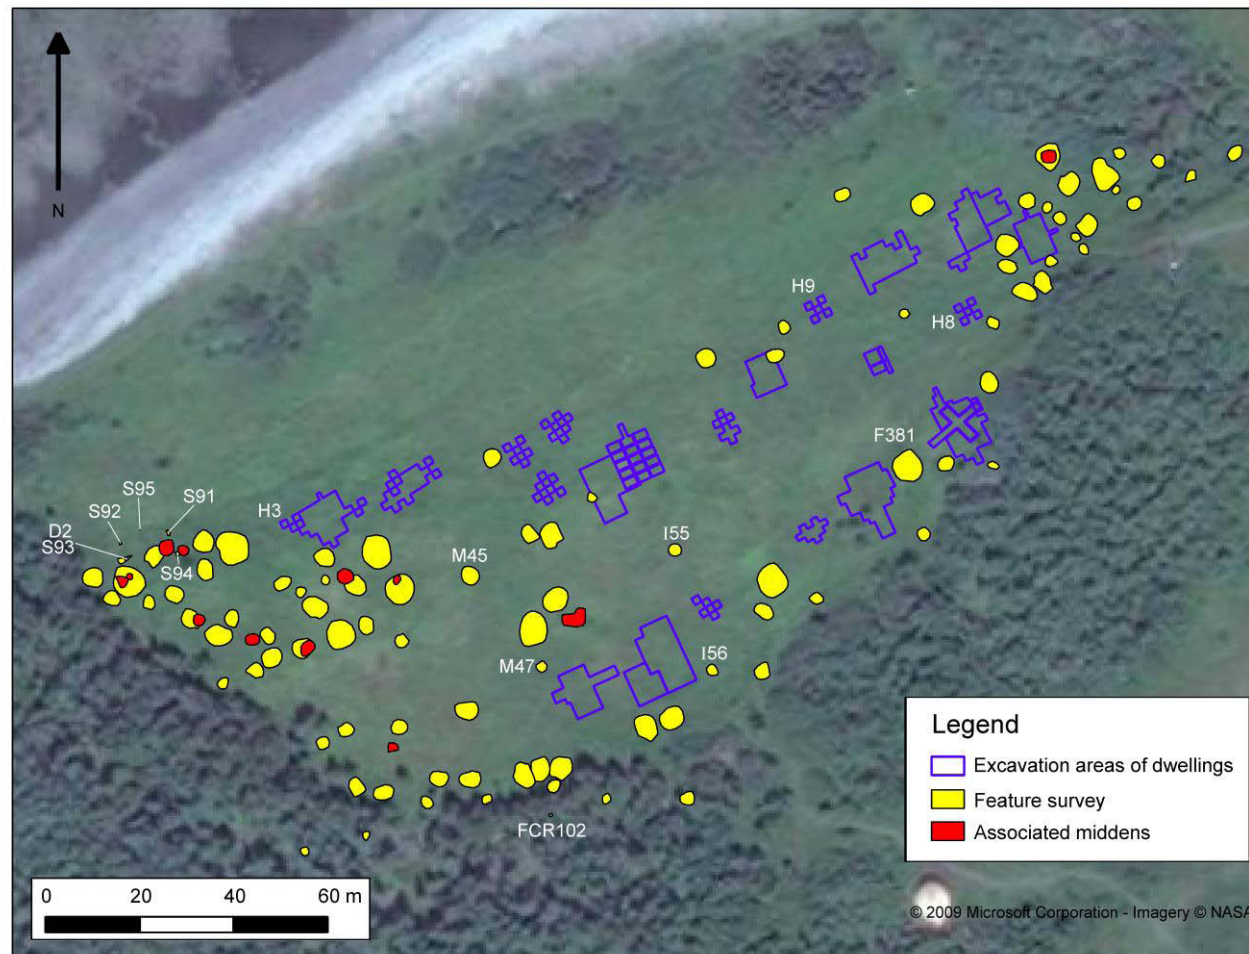 N
H9
H8
F381
S95
S91
S92
H3
D2
S93
S94
M45
I55
M47
I56
FCR102
Legend
Excavation areas of dwellings
Feature survey
Associated middens
0 20 40 60 m
© 2009 Microsoft Corporation - Imagery © NASA